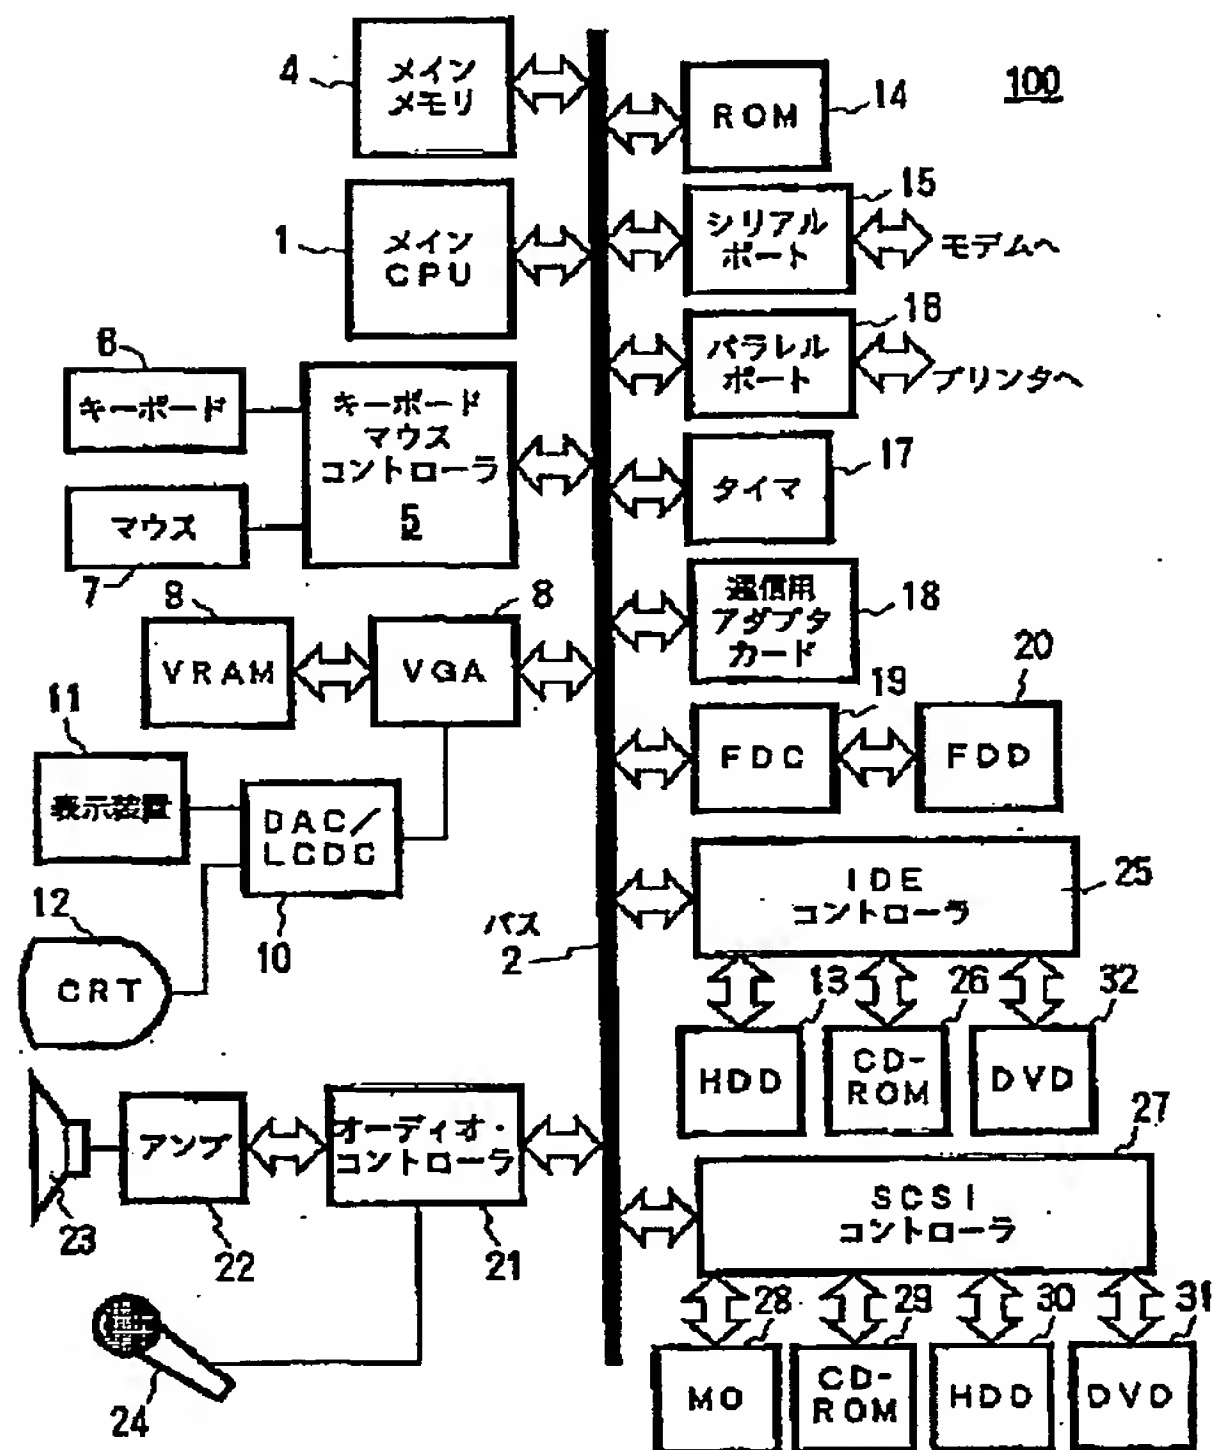 100
4
メイン
メモリ
1
メイン
CPU
6
キーボード
マウス
7
キーボード
マウス
コントローラ
5
9
VRAM
8
VGA
11
表示装置
DAC/
LCDC
10
12
CRT
バス
2
アンプ
22
23
オーディオ・
コントローラ
21
24
ROM
14
シリアル
ポート
15
モデムへ
パラレル
ポート
16
プリンタへ
タイマ
17
通信用
アダプタ
カード
18
19
FDC
20
FDD
IDE
コントローラ
25
13
HDD
26
CD-
ROM
32
DVD
27
SCSI
コントローラ
28
MO
29
CD-
ROM
30
HDD
31
DVD